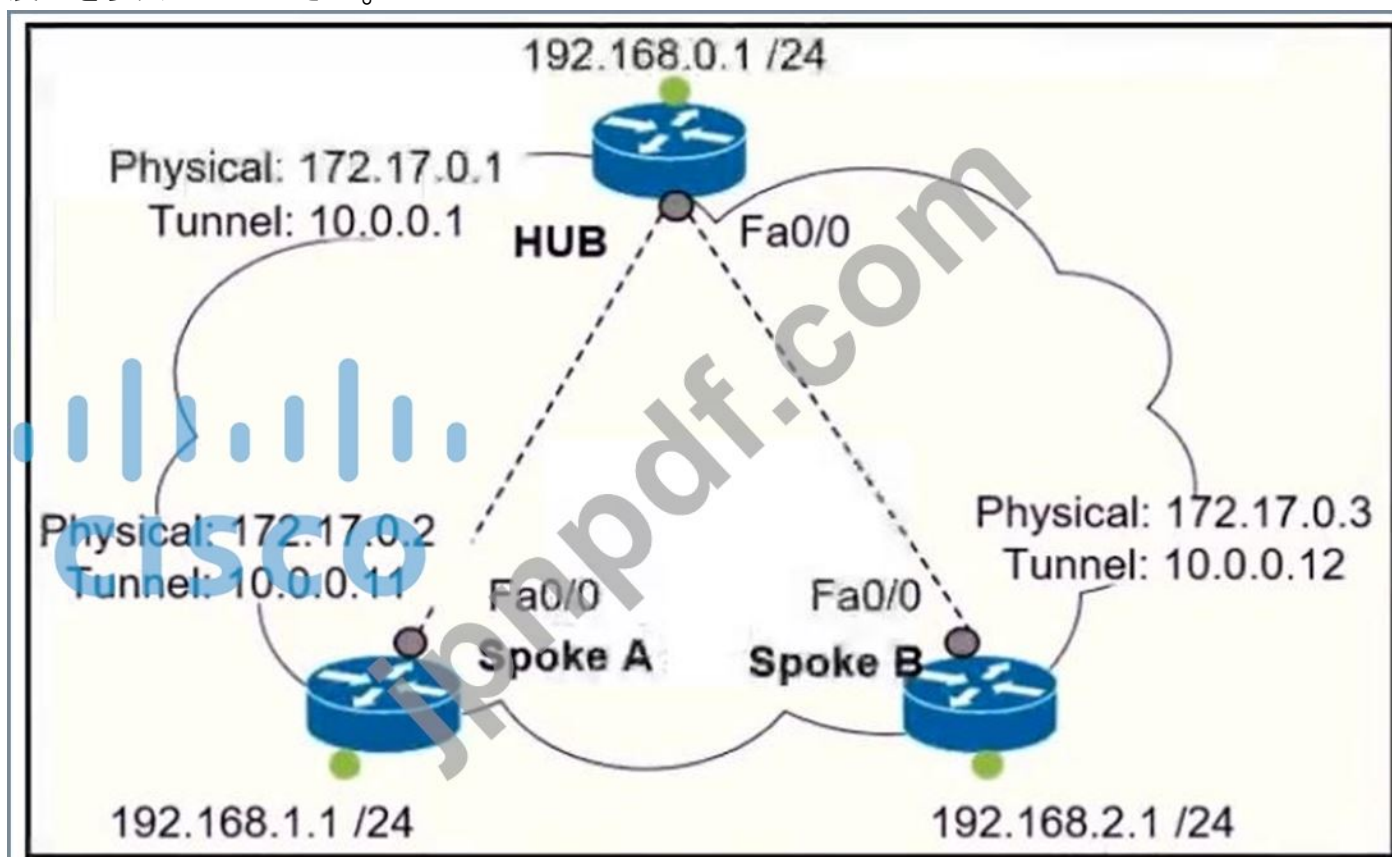 192.168.0.1 /24
Physical: 172.17.0.1
Tunnel: 10.0.0.1
HUB
Fa0/0
jpnpdf.com
CISCO
Physical: 172.17.0.2
Tunnel: 10.0.0.11
Physical: 172.17.0.3
Tunnel: 10.0.0.12
Fa0/0
Fa0/0
Spoke A
Spoke B
192.168.1.1 /24
192.168.2.1 /24